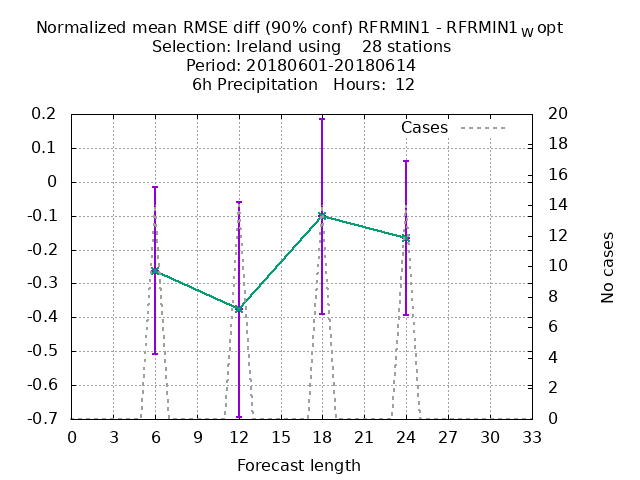 Normalized mean RMSE diff (90% conf) RFRMIN1 - RFRMIN1Wopt
Selection: Ireland using 28 stations
Period: 20180601-20180614
6h Precipitation Hours: 12
Cases
0.2
0.1
0
-0.1
-0.2
-0.3
-0.4
-0.5
-0.6
-0.7
20
18
16
14
12
10
8
6
4
2
0
No cases
0 3 6 9 12 15 18 21 24 27 30 33
Forecast length